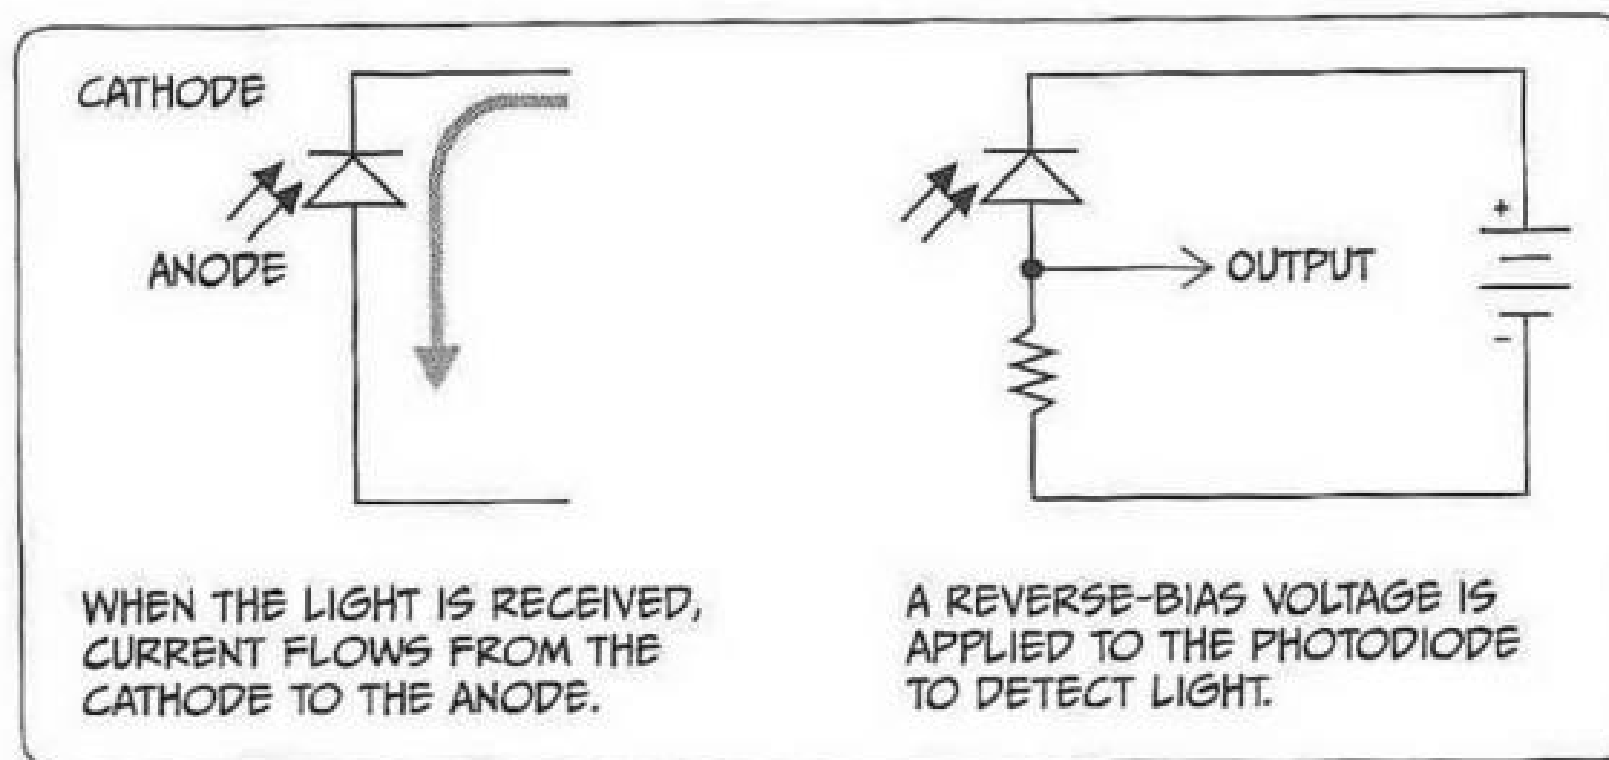 CATHODE
ANODE
OUTPUT
+
-
WHEN THE LIGHT IS RECEIVED,
CURRENT FLOWS FROM THE
CATHODE TO THE ANODE.
A REVERSE-BIAS VOLTAGE IS
APPLIED TO THE PHOTODIODE
TO DETECT LIGHT.